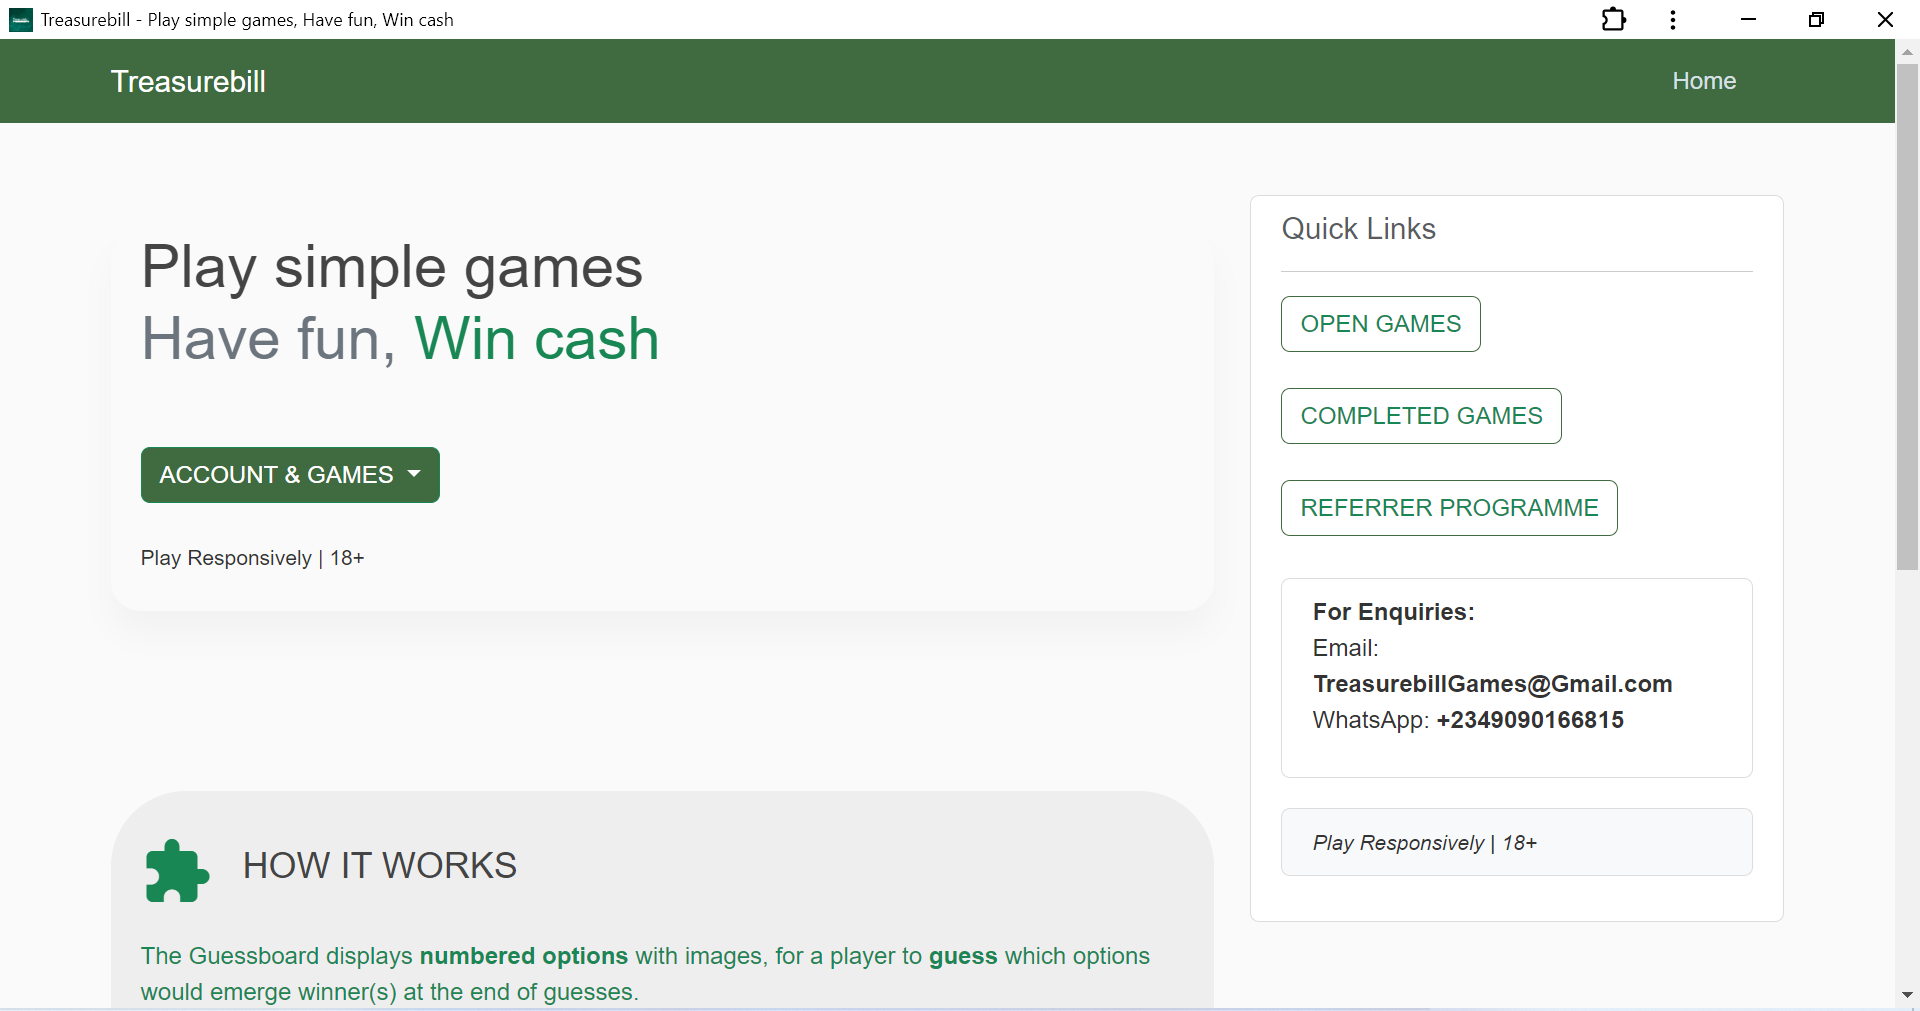 Treasurebill - Play simple games, Have fun, Win cash
Treasurebill
Home
Play simple games
Have fun, Win cash
ACCOUNT & GAMES
Play Responsively | 18+
Quick Links
OPEN GAMES
COMPLETED GAMES
REFERRER PROGRAMME
For Enquiries:
Email:
TreasurebillGames@Gmail.com
WhatsApp: +2349090166815
Play Responsively | 18+
HOW IT WORKS
The Guessboard displays numbered options with images, for a player to guess which options
would emerge winner(s) at the end of guesses.